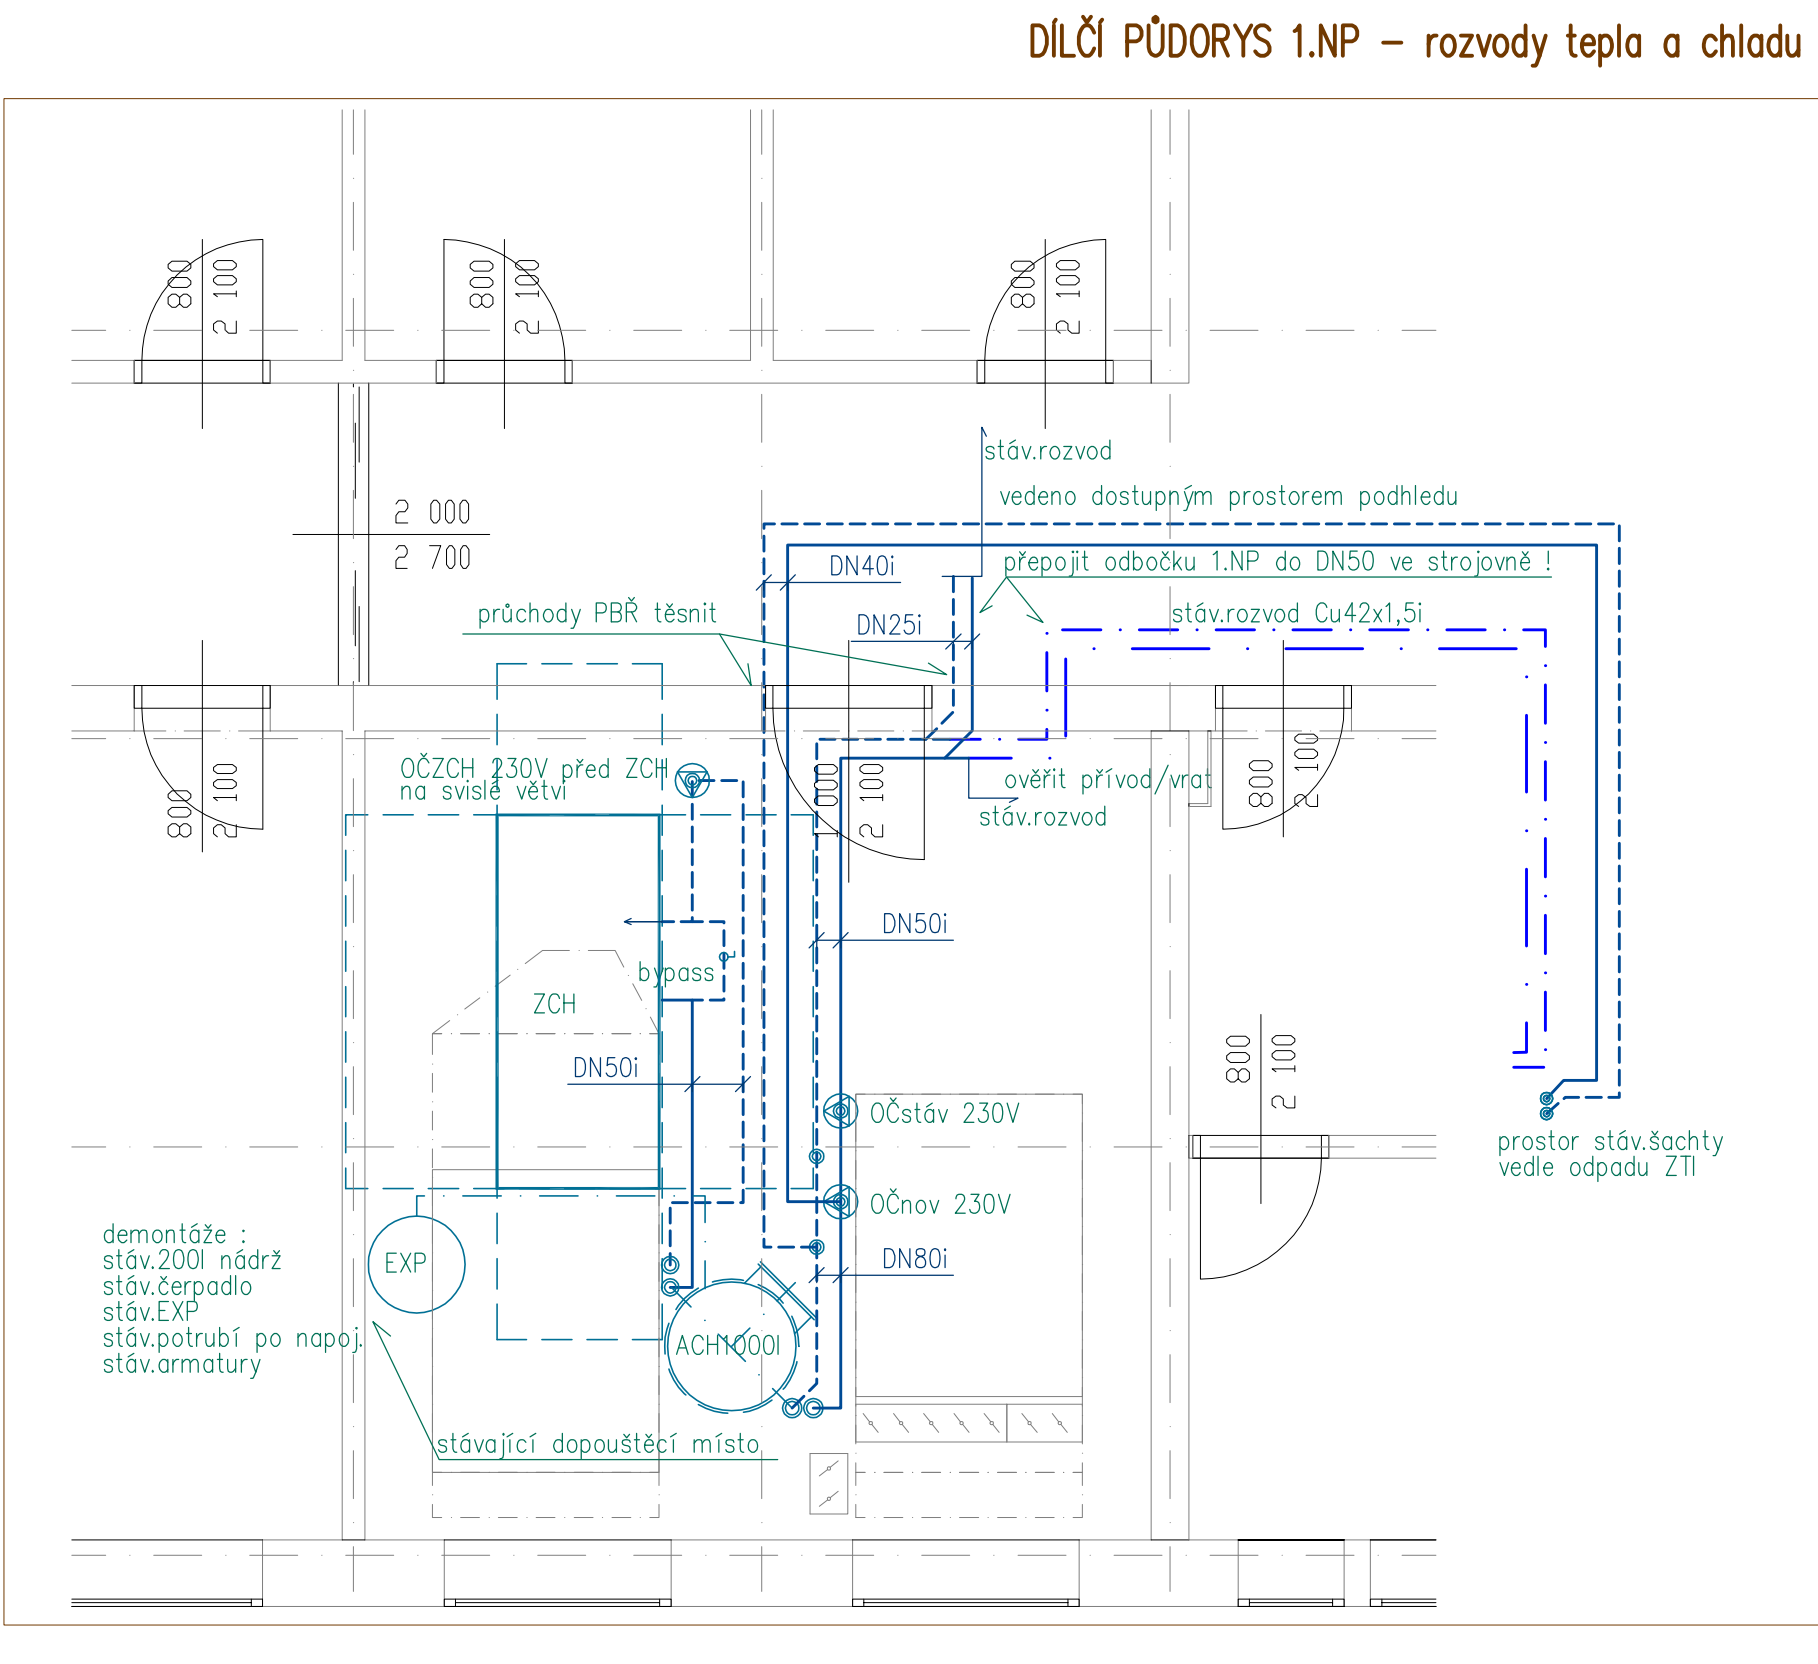 DÍLČÍ PŮDORYS 1.NP – rozvody tepla a chladu
800
2 100
800
2 100
800
2 100
stáv.rozvod
vedeno dostupným prostorem podhledu
2 000
2 700
DN40i
přepojit odbočku 1.NP do DN50 ve strojovně !
průchody PBŘ těsnit
DN25i
stáv.rozvod Cu42x1,5i
OČZCH 230V před ZCH
na svislé větvi
800
2 100
1 000
2 100
800
2 100
ověřit přívod/vrat
stáv.rozvod
DN50i
bypass
ZCH
DN50i
800
2 100
OČstáv 230V
prostor stáv.šachty
vedle odpadu ZTI
OČnov 230V
demontáže :
stáv.200l nádrž
stáv.čerpadlo
stáv.EXP
stáv.potrubí po napoj.
stáv.armatury
EXP
DN80i
ACH1000l
stávající dopouštěcí místo